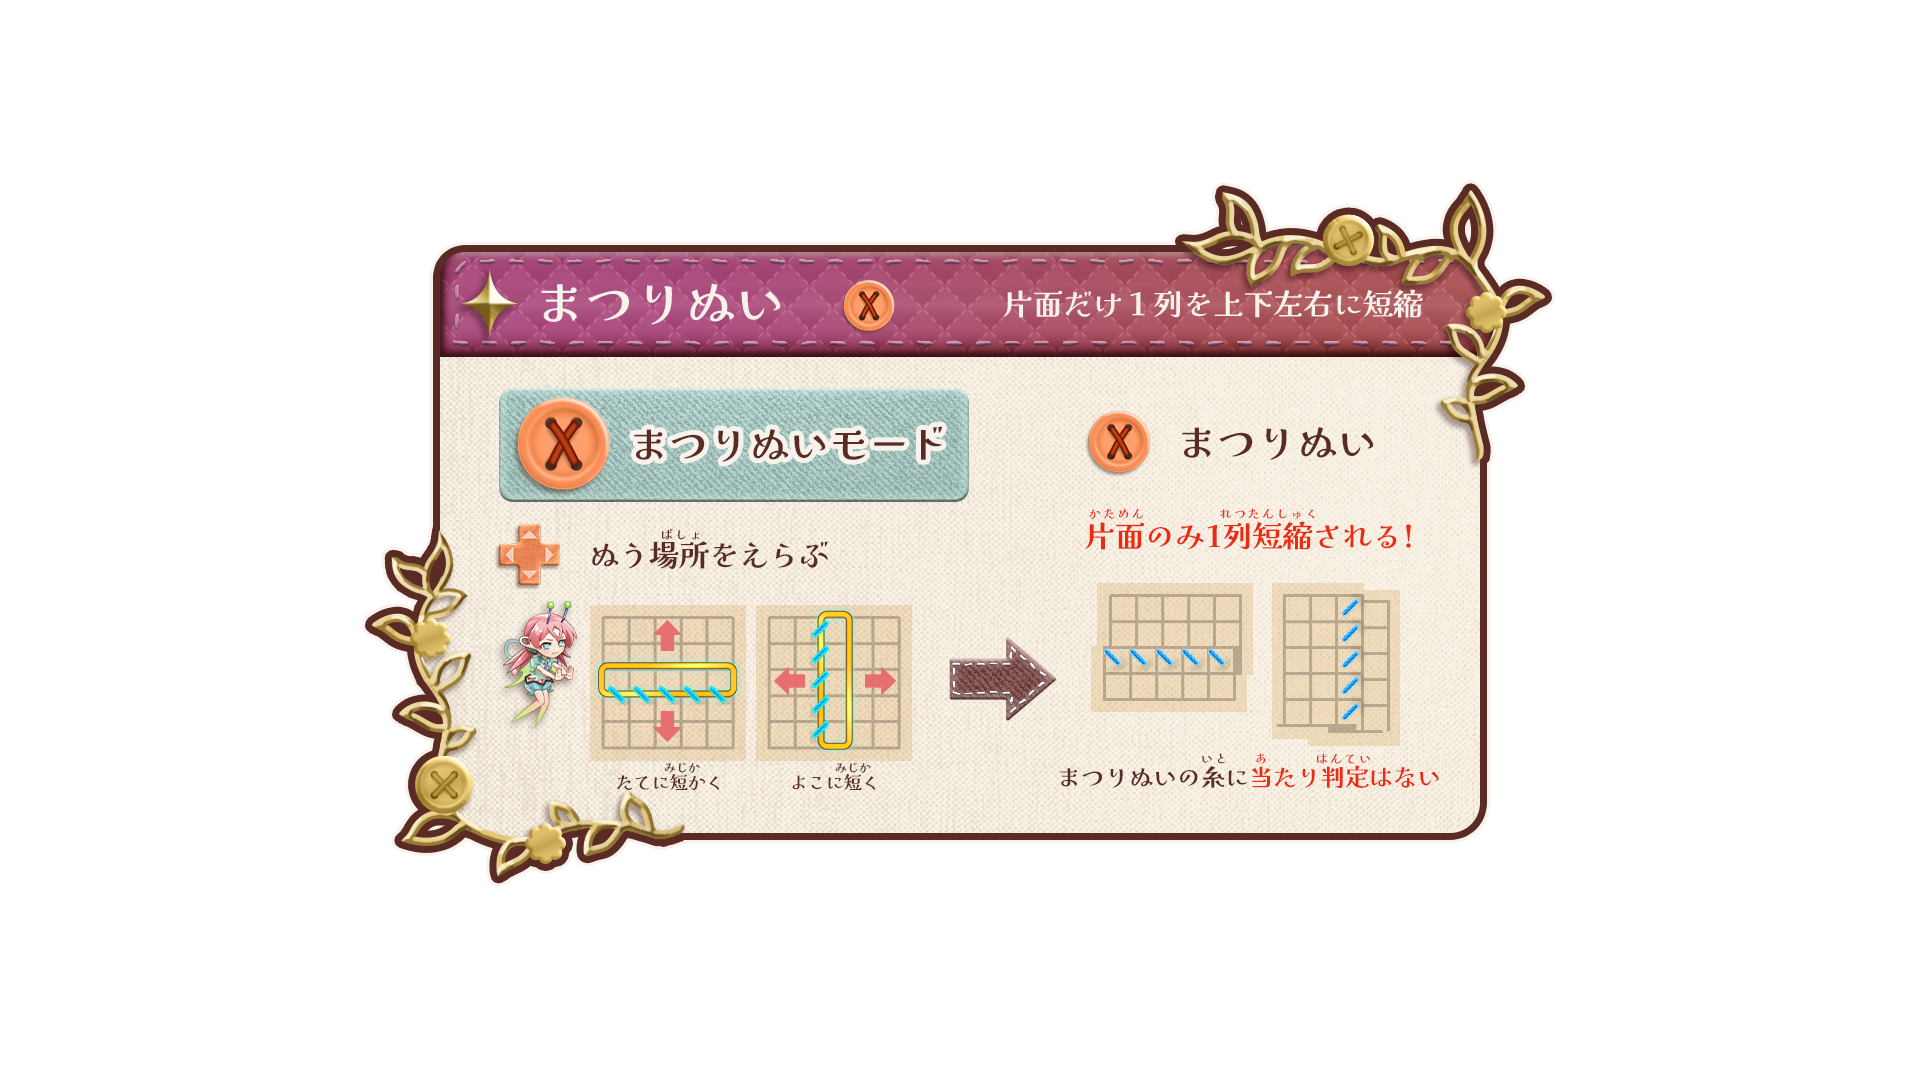 まつりぬい X 片面だけ１列を上下左右に短縮
X まつりぬいモード
ばしょ
ぬう場所をえらぶ
みじか
たてに短かく
みじか
よこに短く
X まつりぬい
かためん れつたんしゅく
片面のみ1列短縮される!
いと あ はんてい
まつりぬいの糸に当たり判定はない